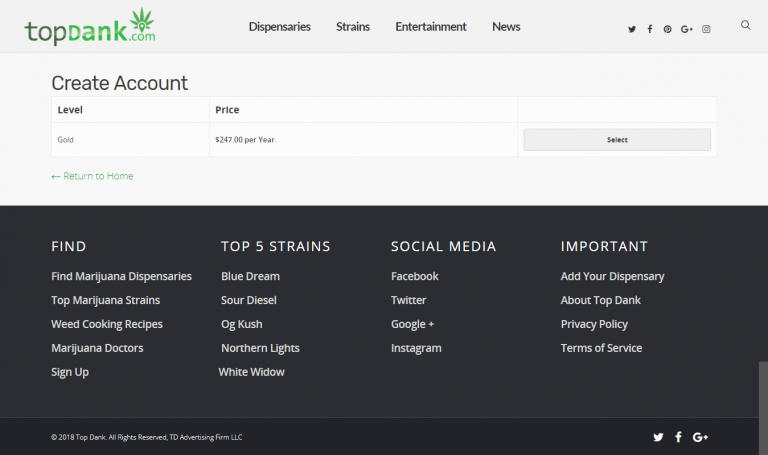 topDank.com
Dispensaries Strains Entertainment News
Create Account
Level Price
Gold $247.00 per Year. Select
← Return to Home
FIND TOP 5 STRAINS SOCIAL MEDIA IMPORTANT
Find Marijuana Dispensaries Blue Dream Facebook Add Your Dispensary
Top Marijuana Strains Sour Diesel Twitter About Top Dank
Weed Cooking Recipes Og Kush Google + Privacy Policy
Marijuana Doctors Northern Lights Instagram Terms of Service
Sign Up White Widow
© 2018 Top Dank. All Rights Reserved, TD Advertising Firm LLC